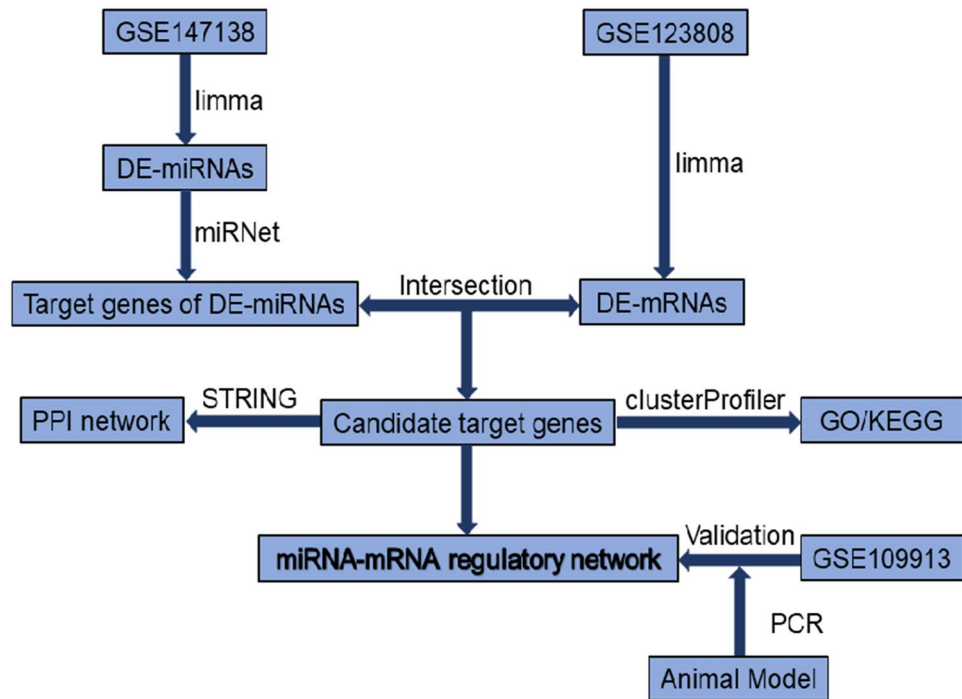 GSE147138
GSE123808
limma
limma
DE-miRNAs
miRNet
Intersection
Target genes of DE-miRNAs
DE-mRNAs
STRING
clusterProfiler
PPI network
Candidate target genes
GO/KEGG
Validation
miRNA-mRNA regulatory network
GSE109913
PCR
Animal Model